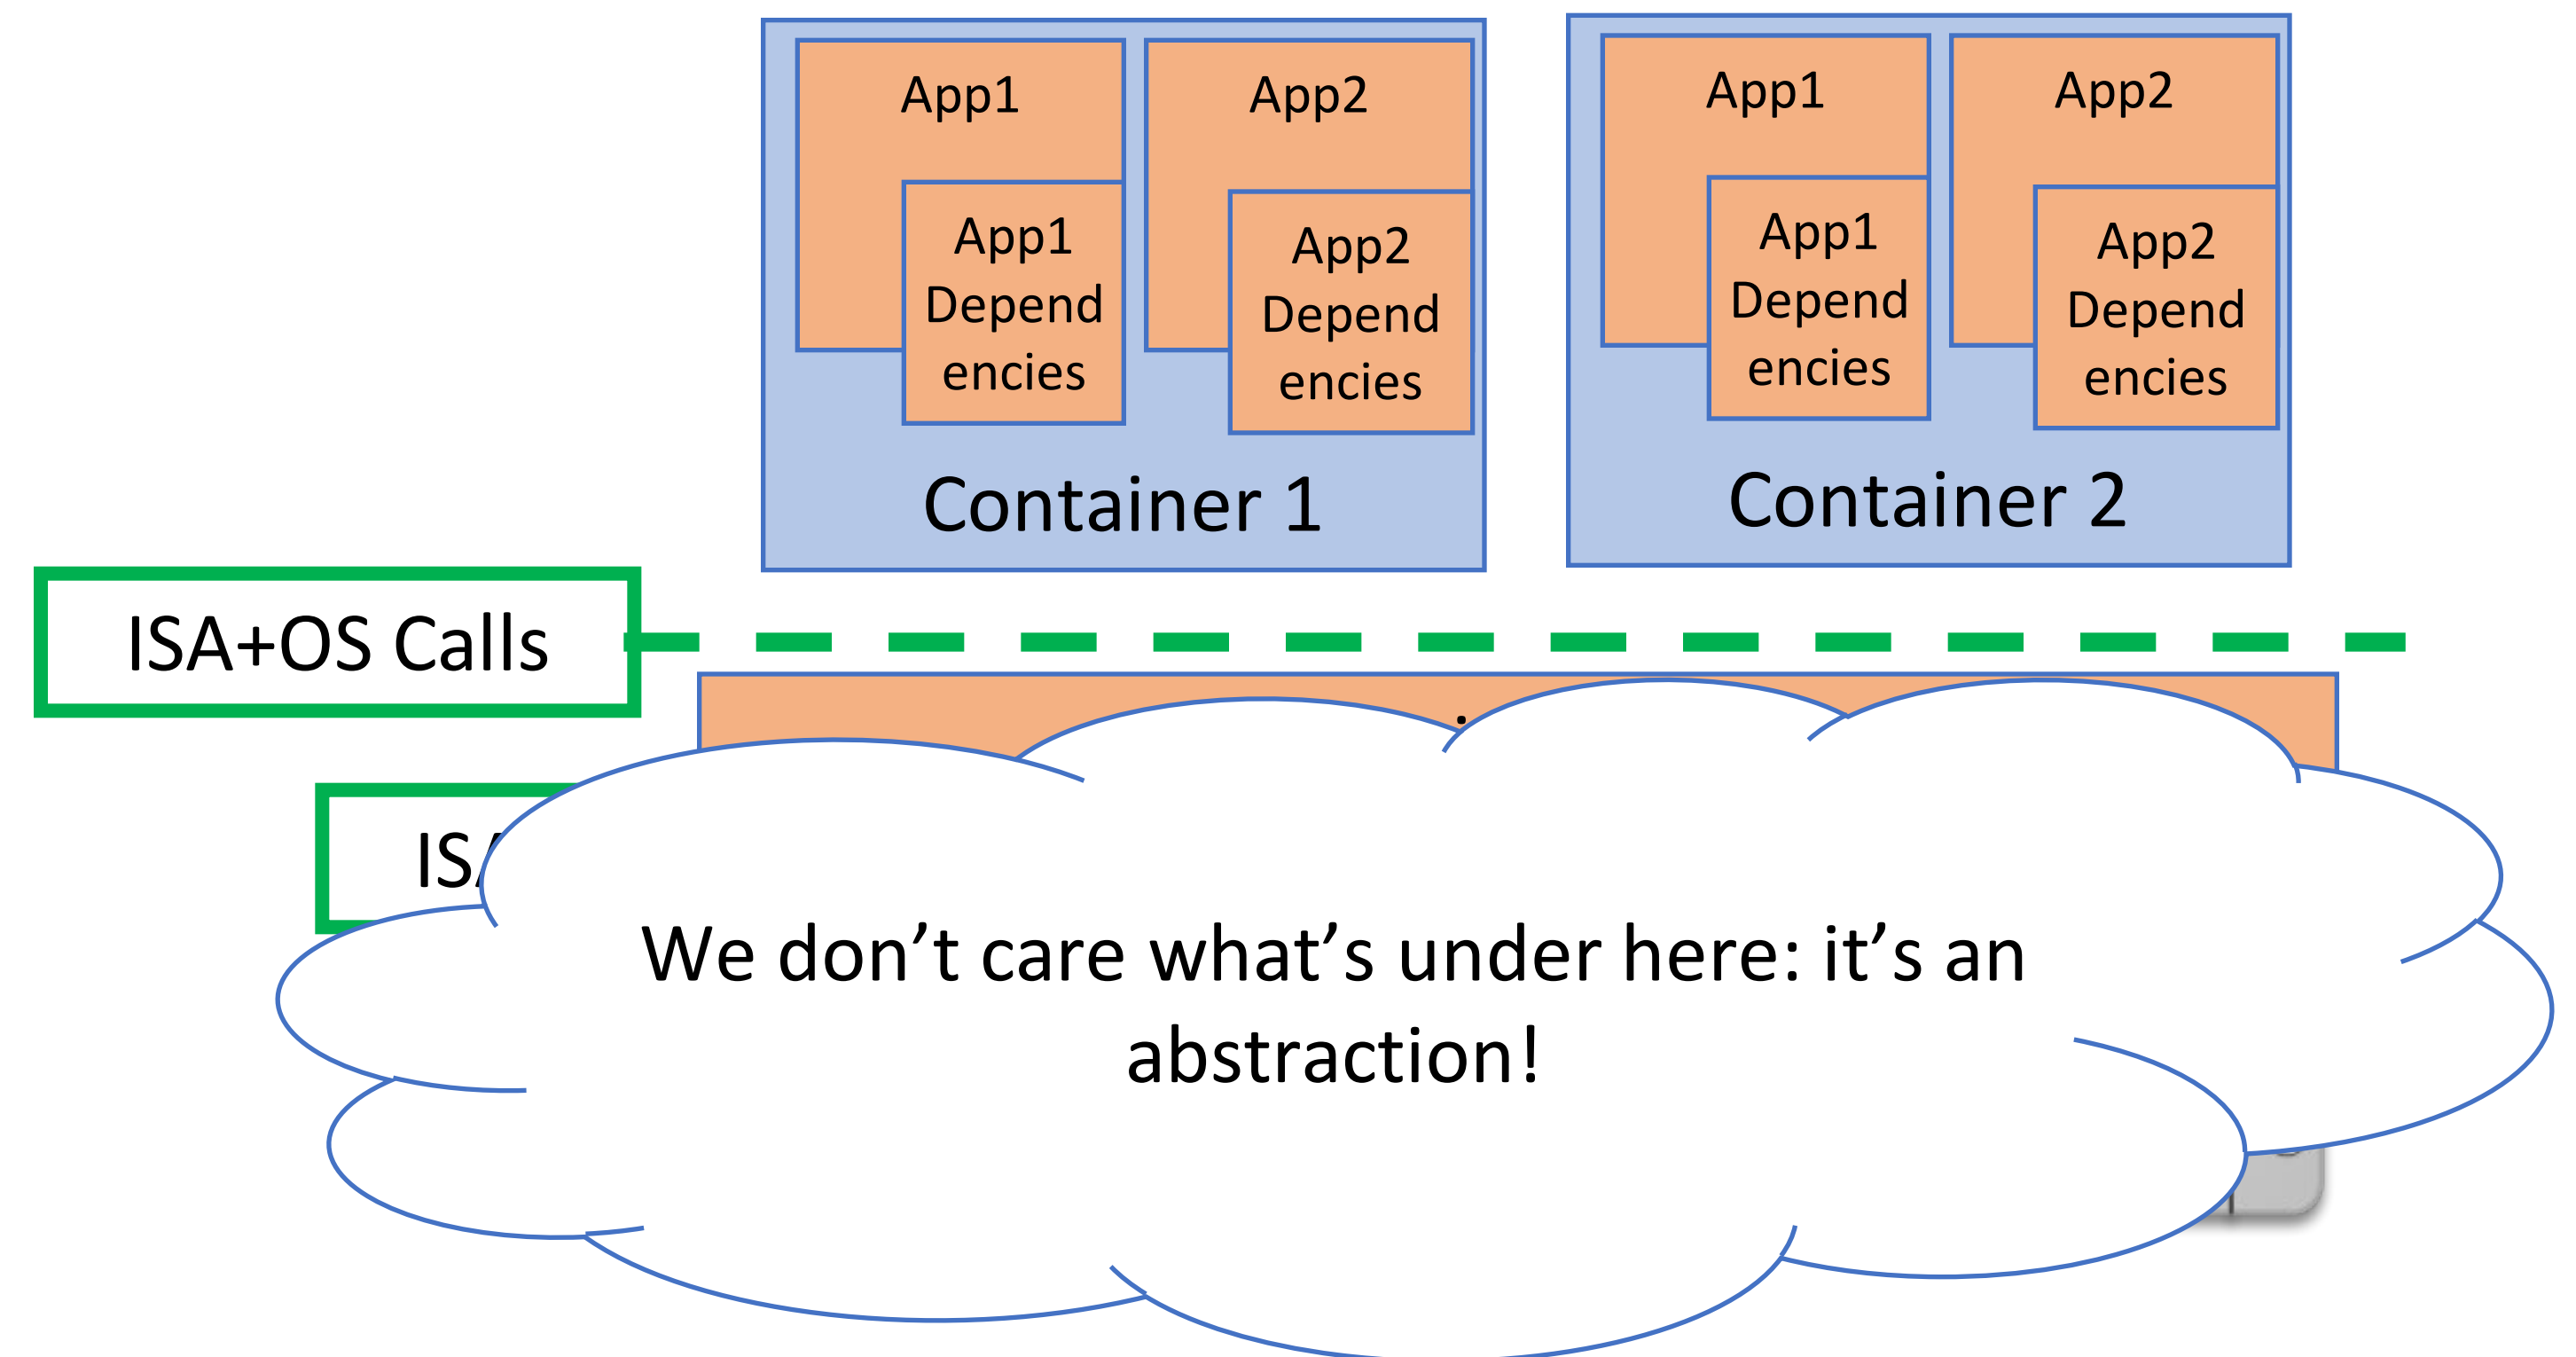 App1
App2
App1
Depend
encies
App2
Depend
encies
Container 1
App1
App2
App1
Depend
encies
App2
Depend
encies
Container 2
ISA+OS Calls
We don’t care what’s under here: it’s an
abstraction!